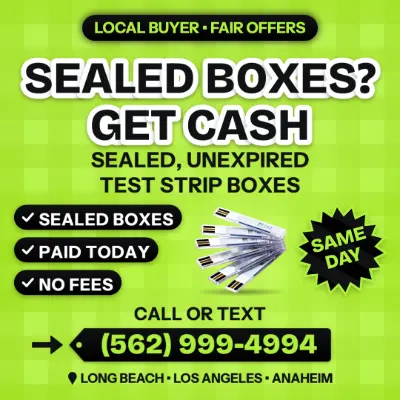 LOCAL BUYER • FAIR OFFERS
SEALED BOXES?
GET CASH
SEALED, UNEXPIRED
TEST STRIP BOXES
✓ SEALED BOXES
✓ PAID TODAY
✓ NO FEES
SAME
DAY
CALL OR TEXT
(562) 999-4994
LONG BEACH • LOS ANGELES • ANAHEIM